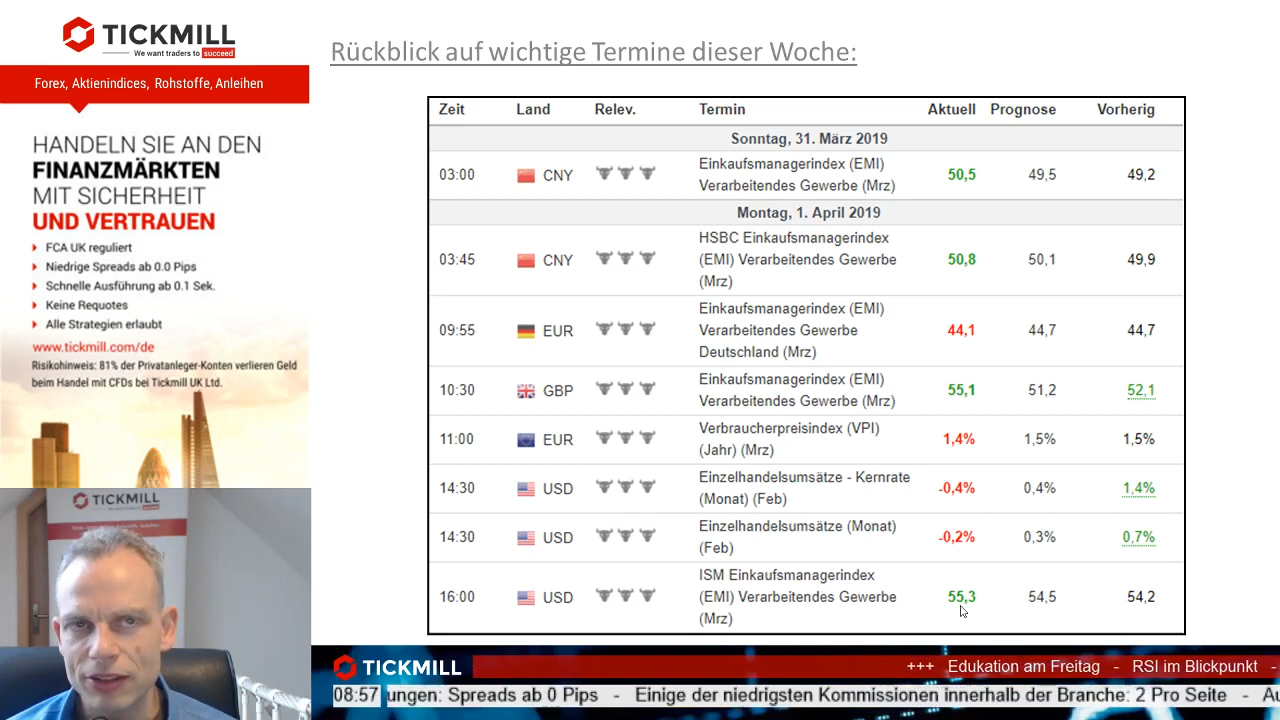 TICKMILL
We want traders to succeed
Forex, Aktienindices, Rohstoffe, Anleihen
HANDELN SIE AN DEN
FINANZMÄRKTEN
MIT SICHERHEIT
UND VERTRAUEN
FCA UK reguliert
Niedrige Spreads ab 0.0 Pips
Schnelle Ausführung ab 0.1 Sek.
Keine Requotes
Alle Strategien erlaubt
www.tickmill.com/de
Risikohinweis: 81% der Privatanleger-Konten verlieren Geld
beim Handel mit CFDs bei Tickmill UK Ltd.
TICKMILL
Rückblick auf wichtige Termine dieser Woche:
Zeit Land Relev. Termin Aktuell Prognose Vorherig
Sonntag, 31. März 2019
03:00 CNY Einkaufsmanagerindex (EMI) 50,5 49,5 49,2
Verarbeitendes Gewerbe (Mrz)
Montag, 1. April 2019
HSBC Einkaufsmanagerindex
03:45 CNY (EMI) Verarbeitendes Gewerbe 50,8 50,1 49,9
(Mrz)
Einkaufsmanagerindex (EMI)
09:55 EUR Verarbeitendes Gewerbe 44,1 44,7 44,7
Deutschland (Mrz)
10:30 GBP Einkaufsmanagerindex (EMI) 55,1 51,2 52,1
Verarbeitendes Gewerbe (Mrz)
11:00 EUR Verbraucherpreisindex (VPI) 1,4% 1,5% 1,5%
(Jahr) (Mrz)
14:30 USD Einzelhandelsumsätze - Kernrate -0,4% 0,4% 1,4%
(Monat) (Feb)
14:30 USD Einzelhandelsumsätze (Monat) -0,2% 0,3% 0,7%
(Feb)
ISM Einkaufsmanagerindex
16:00 USD (EMI) Verarbeitendes Gewerbe 55,3 54,5 54,2
(Mrz)
TICKMILL +++ Edukation am Freitag - RSI im Blickpunkt -
08:57 ungen: Spreads ab 0 Pips - Einige der niedrigsten Kommissionen innerhalb der Branche: 2 Pro Seite - Au